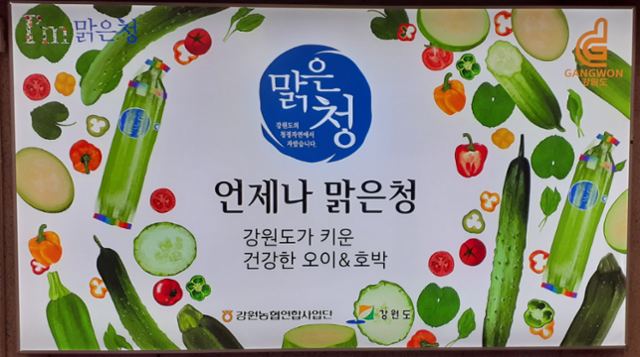 I'm 맑은청
GANGWON
강원도
맑은청
강원도의
청정자연에서
자랐습니다.
언제나 맑은청
강원도가 키운
건강한 오이&호박
강원농협연합사업단
강원도